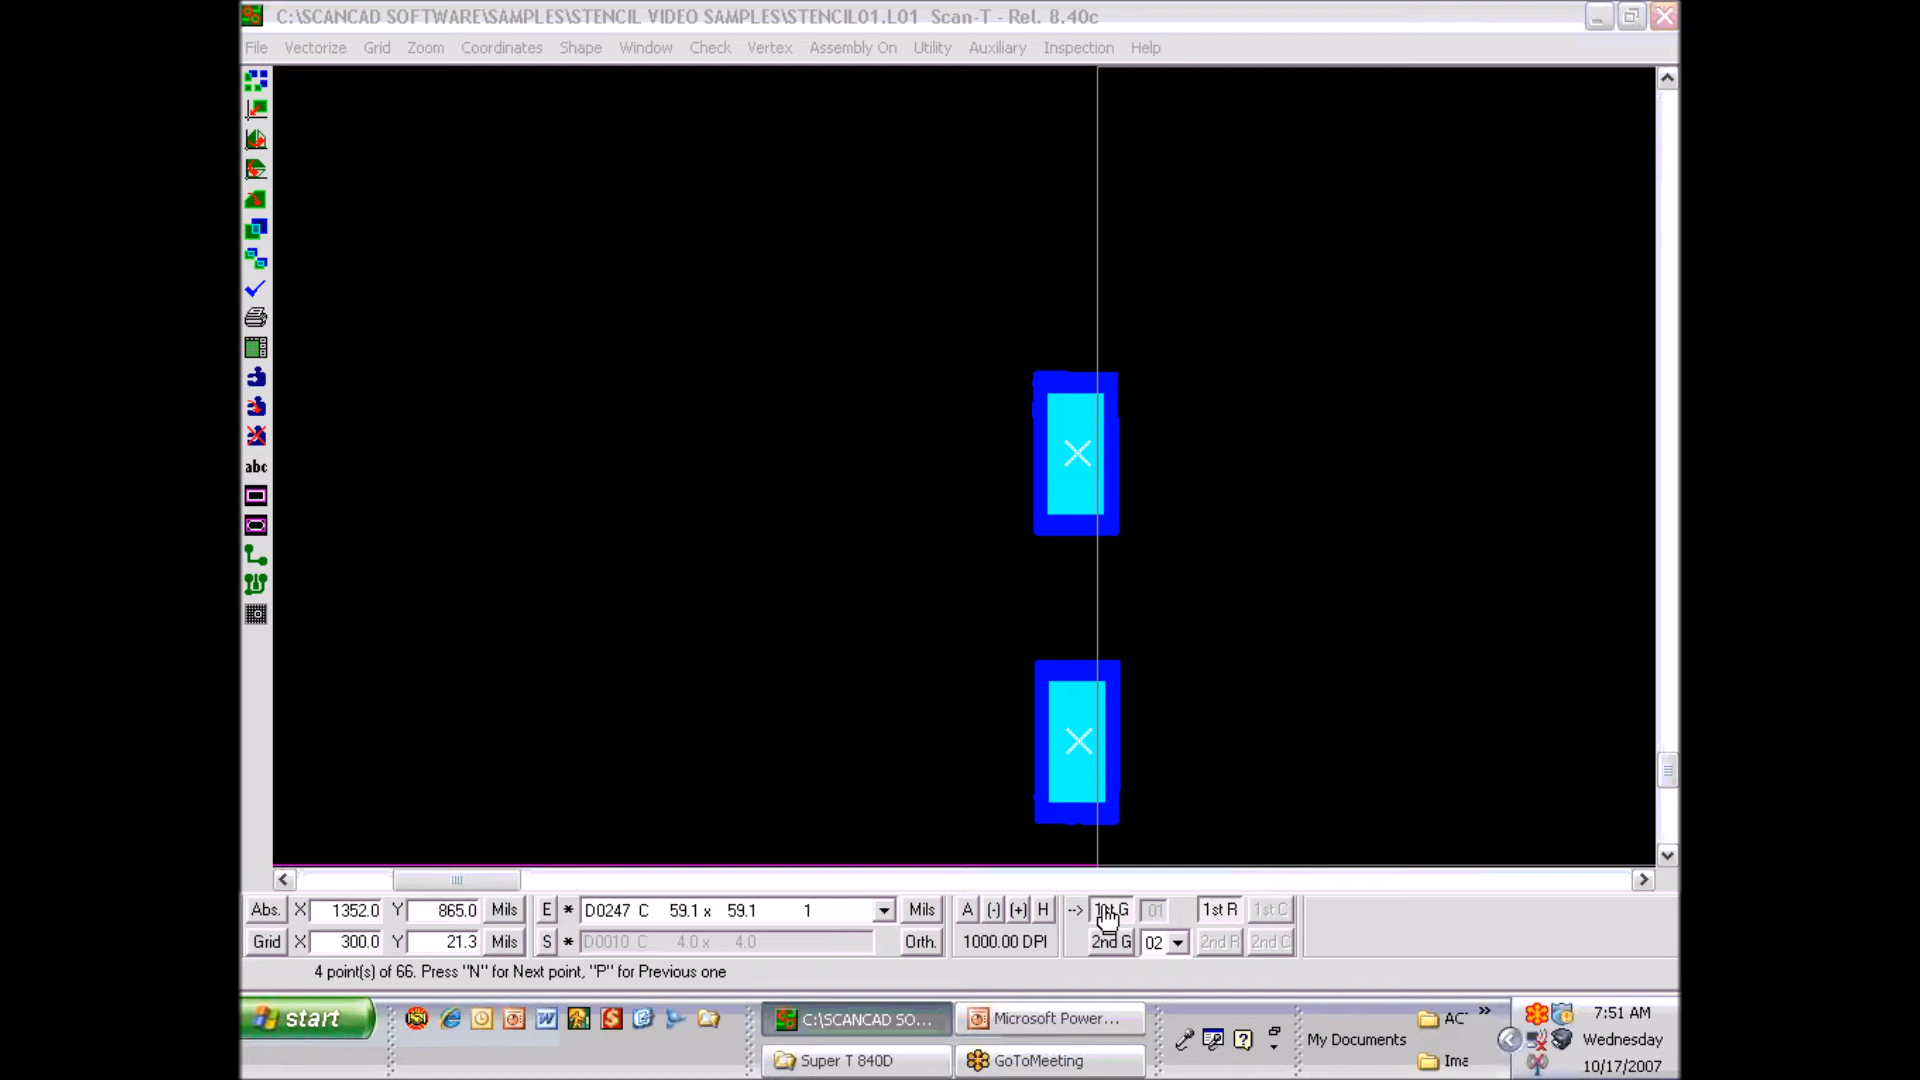 C:\SCANCAD SOFTWARE\SAMPLES\STENCIL VIDEO SAMPLES\STENCIL01.L01 Scan-T - Rel. 8.40c
File Vectorize Grid Zoom Coordinates Shape Window Check Vertex Assembly On Utility Auxiliary Inspection Help
abc
Abs. X 1352.0 Y 865.0 Mils E * D0247 C 59.1 x 59.1 1 Mils A (-) (+) H --> 1st G 01 1st R 1st C
Grid X 300.0 Y 21.3 Mils S * D0010 C 4.0 x 4.0 Orth. 1000.00 DPI 2nd G 02 2nd R 2nd C
4 point(s) of 66. Press "N" for Next point, "P" for Previous one
start C:\SCANCAD SO... Microsoft Power... AC 7:51 AM
My Documents Wednesday
Super T 840D GoToMeeting Ima 10/17/2007